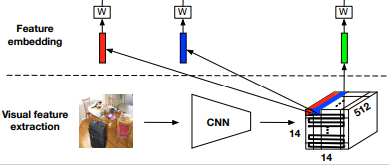 W W W
Feature
embedding
Visual feature
extraction
CNN
512
14
14